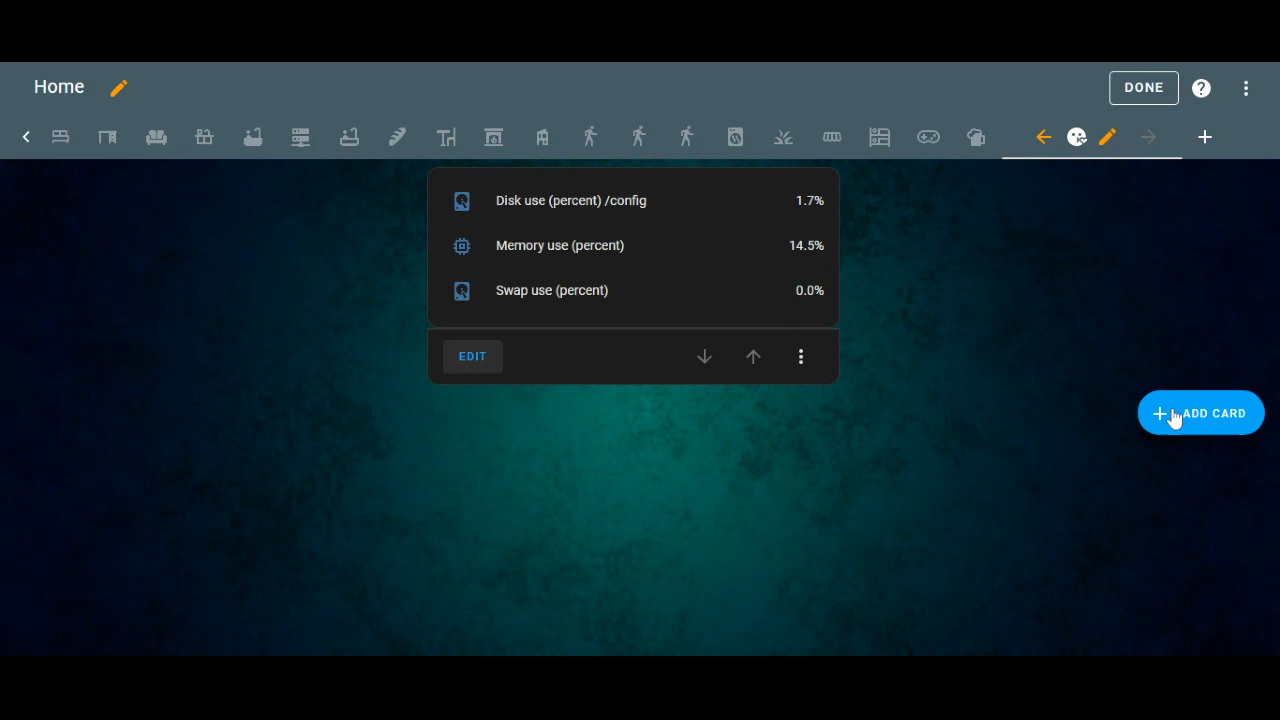 Home
DONE
Disk use (percent) /config 1.7%
Memory use (percent) 14.5%
Swap use (percent) 0.0%
EDIT
ADD CARD